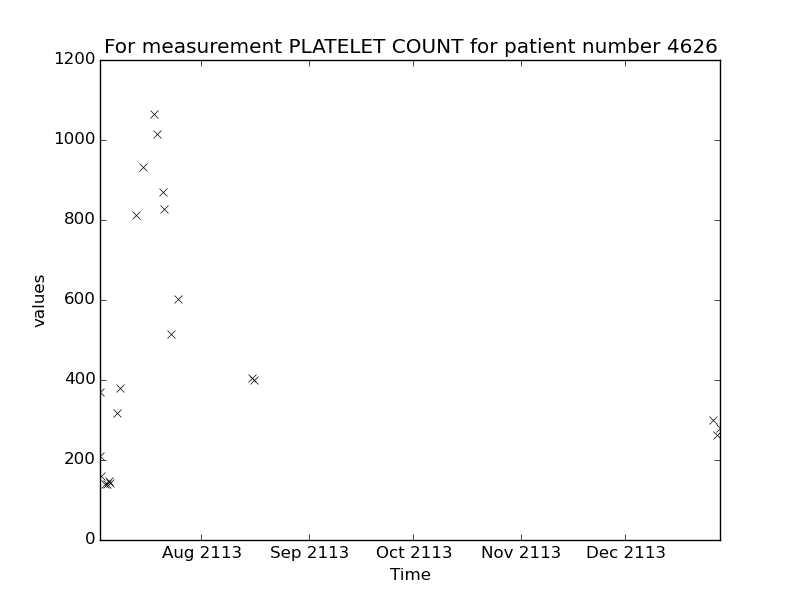 For measurement PLATELET COUNT for patient number 4626
1200
1000
800
600
400
200
0
values
Aug 2113 Sep 2113 Oct 2113 Nov 2113 Dec 2113
Time